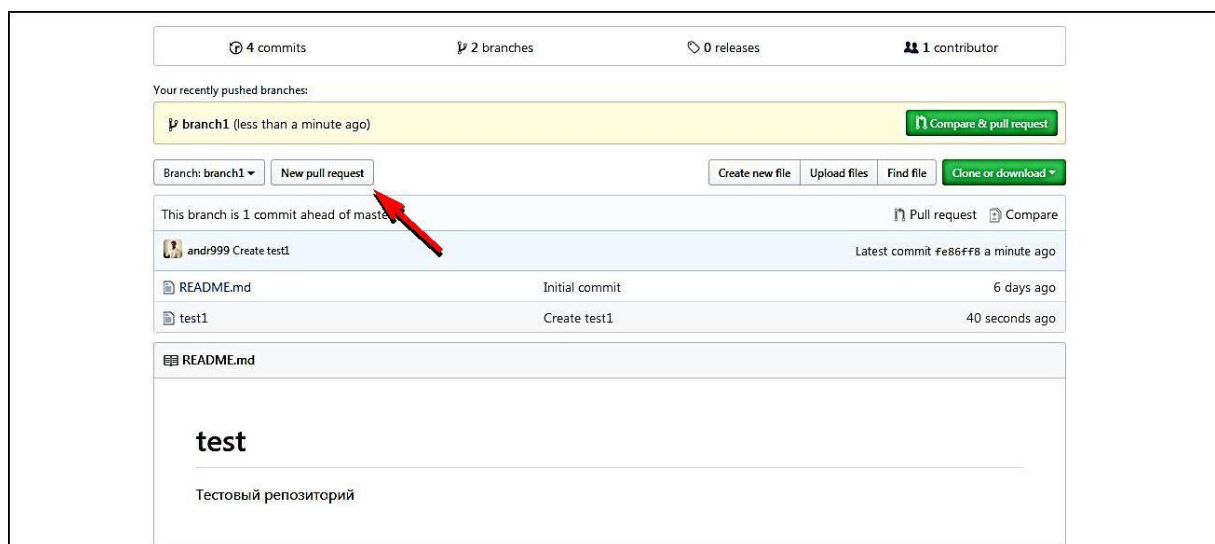 4 commits 2 branches 0 releases 1 contributor
Your recently pushed branches:
branch1 (less than a minute ago) Compare & pull request
Branch: branch1 New pull request Create new file Upload files Find file Clone or download
This branch is 1 commit ahead of master Pull request Compare
andr999 Create test1 Latest commit fe86ff8 a minute ago
README.md Initial commit 6 days ago
test1 Create test1 40 seconds ago
README.md
test
Тестовый репозиторий